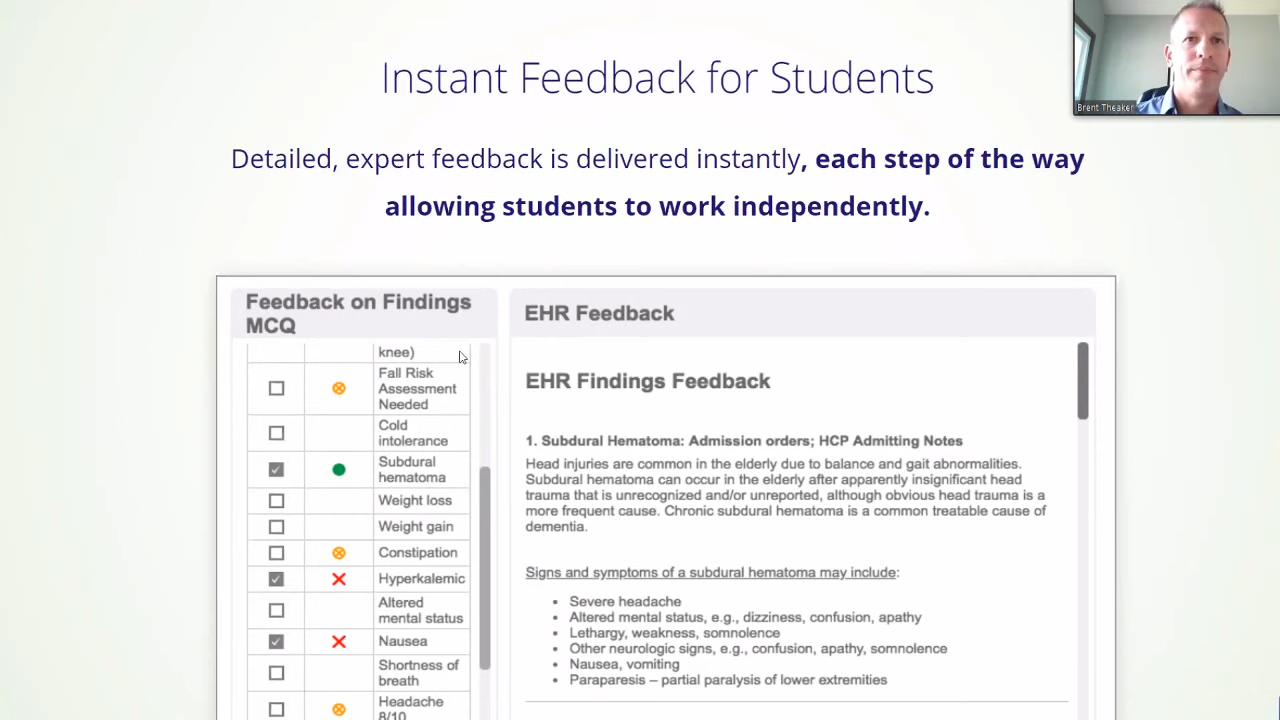 Instant Feedback for Students
Brent Theaker
Detailed, expert feedback is delivered instantly, each step of the way
allowing students to work independently.
Feedback on Findings
MCQ
knee)
Fall Risk
Assessment
Needed
Cold
intolerance
Subdural
hematoma
Weight loss
Weight gain
Constipation
Hyperkalemic
Altered
mental status
Nausea
Shortness of
breath
Headache
8/10
EHR Feedback
EHR Findings Feedback
1. Subdural Hematoma: Admission orders; HCP Admitting Notes
Head injuries are common in the elderly due to balance and gait abnormalities.
Subdural hematoma can occur in the elderly after apparently insignificant head
trauma that is unrecognized and/or unreported, although obvious head trauma is a
more frequent cause. Chronic subdural hematoma is a common treatable cause of
dementia.
Signs and symptoms of a subdural hematoma may include:
• Severe headache
• Altered mental status, e.g., dizziness, confusion, apathy
• Lethargy, weakness, somnolence
• Other neurologic signs, e.g., confusion, apathy, somnolence
• Nausea, vomiting
• Paraparesis – partial paralysis of lower extremities